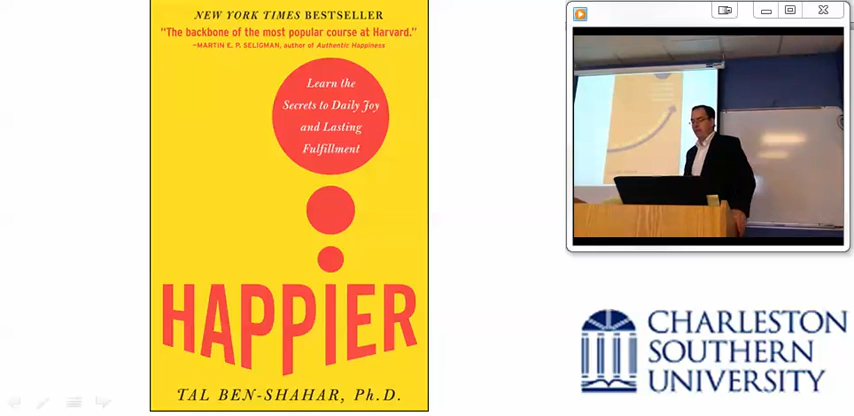 NEW YORK TIMES BESTSELLER
"The backbone of the most popular course at Harvard."
—MARTIN E. P. SELIGMAN, author of Authentic Happiness
Learn the
Secrets to Daily Joy
and Lasting
Fulfillment
HAPPIER
TAL BEN-SHAHAR, Ph.D.
CHARLESTON
SOUTHERN
UNIVERSITY